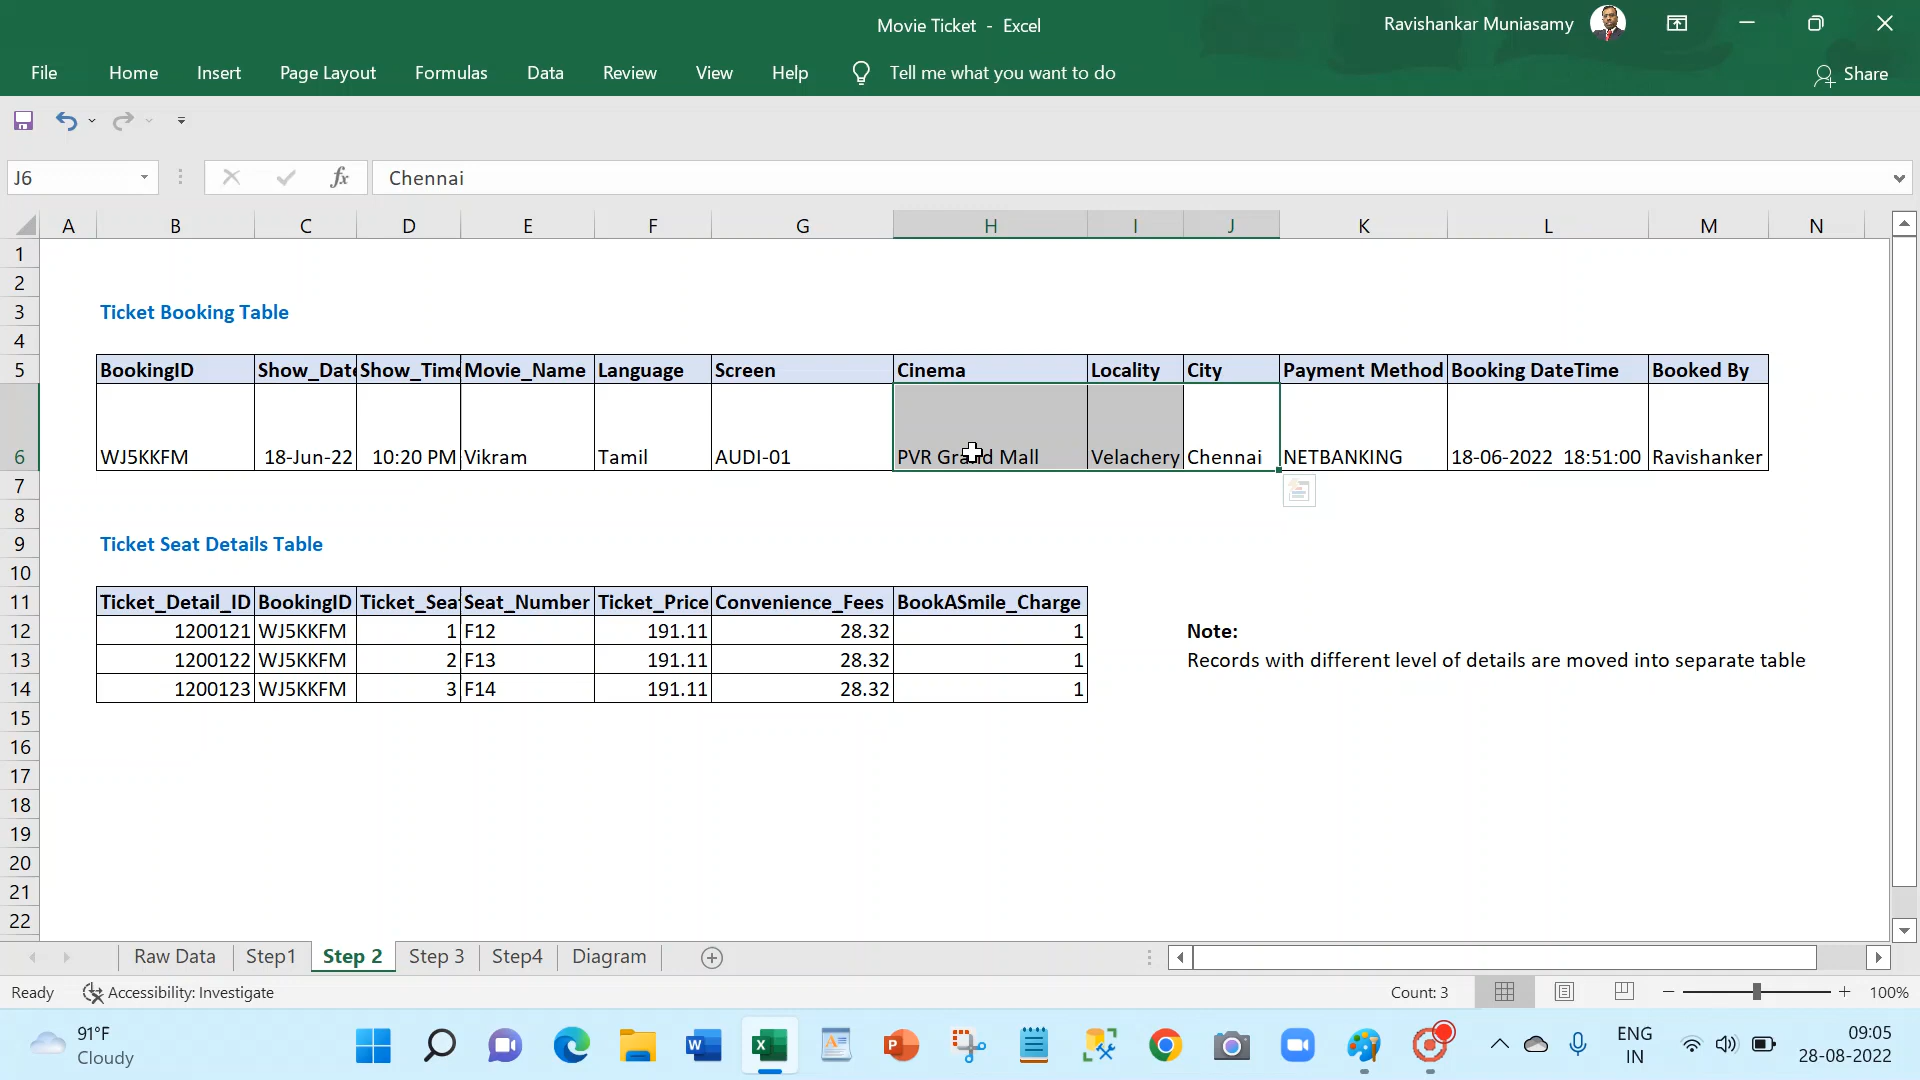 Movie Ticket - Excel
Ravishankar Muniasamy
File Home Insert Page Layout Formulas Data Review View Help Tell me what you want to do Share
J6 fx Chennai
A B C D E F G H I J K L M N
1
2
3 Ticket Booking Table
4
5 BookingID Show_Date Show_Time Movie_Name Language Screen Cinema Locality City Payment Method Booking DateTime Booked By
6 WJ5KKFM 18-Jun-22 10:20 PM Vikram Tamil AUDI-01 PVR Grand Mall Velachery Chennai NETBANKING 18-06-2022 18:51:00 Ravishanker
7
8
9 Ticket Seat Details Table
10
11 Ticket_Detail_ID BookingID Ticket_Sea Seat_Number Ticket_Price Convenience_Fees BookASmile_Charge
12 1200121 WJ5KKFM 1 F12 191.11 28.32 1 Note:
13 1200122 WJ5KKFM 2 F13 191.11 28.32 1 Records with different level of details are moved into separate table
14 1200123 WJ5KKFM 3 F14 191.11 28.32 1
15
16
17
18
19
20
21
22
Raw Data Step1 Step 2 Step 3 Step4 Diagram
Ready Accessibility: Investigate Count: 3 100%
91°F
Cloudy
ENG
IN
09:05
28-08-2022